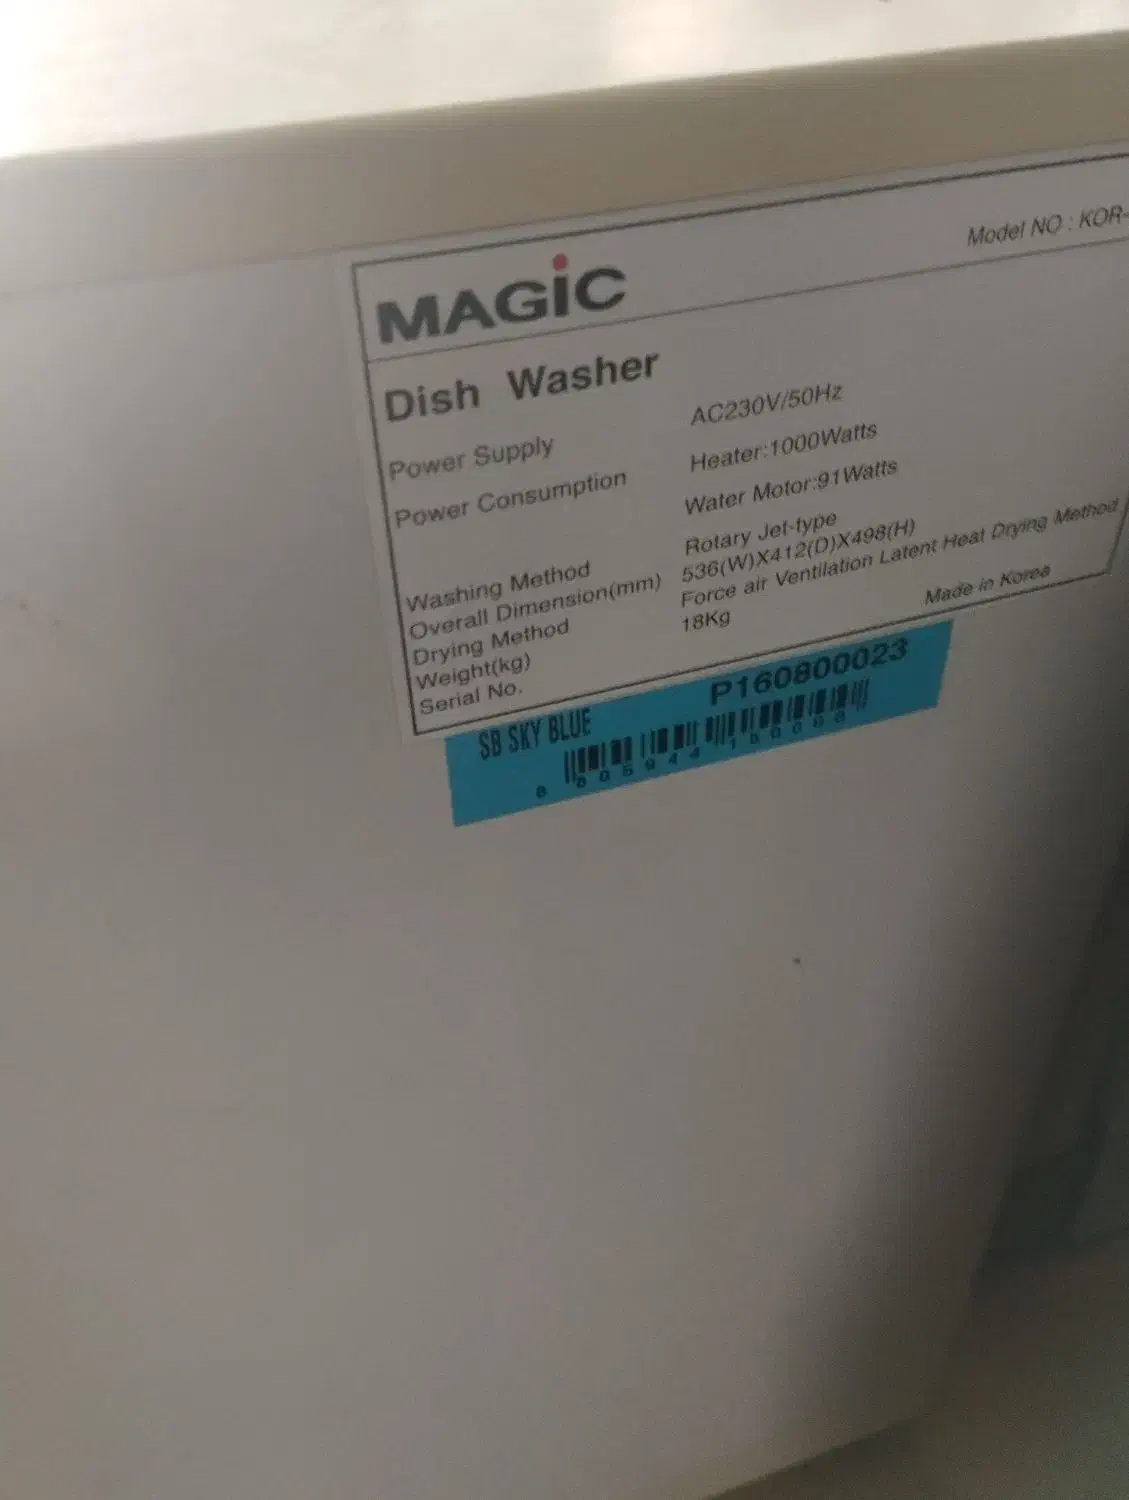 MAGiC
Model NO : KOR-
Dish Washer
Power Supply AC230V/50Hz
Power Consumption Heater:1000Watts
Water Motor:91Watts
Washing Method Rotary Jet-type
Overall Dimension(mm) 536(W)X412(D)X498(H)
Drying Method Force air Ventilation Latent Heat Drying Method
Weight(kg) 18Kg
Serial No.
Made in Korea
SB SKY BLUE P160800023